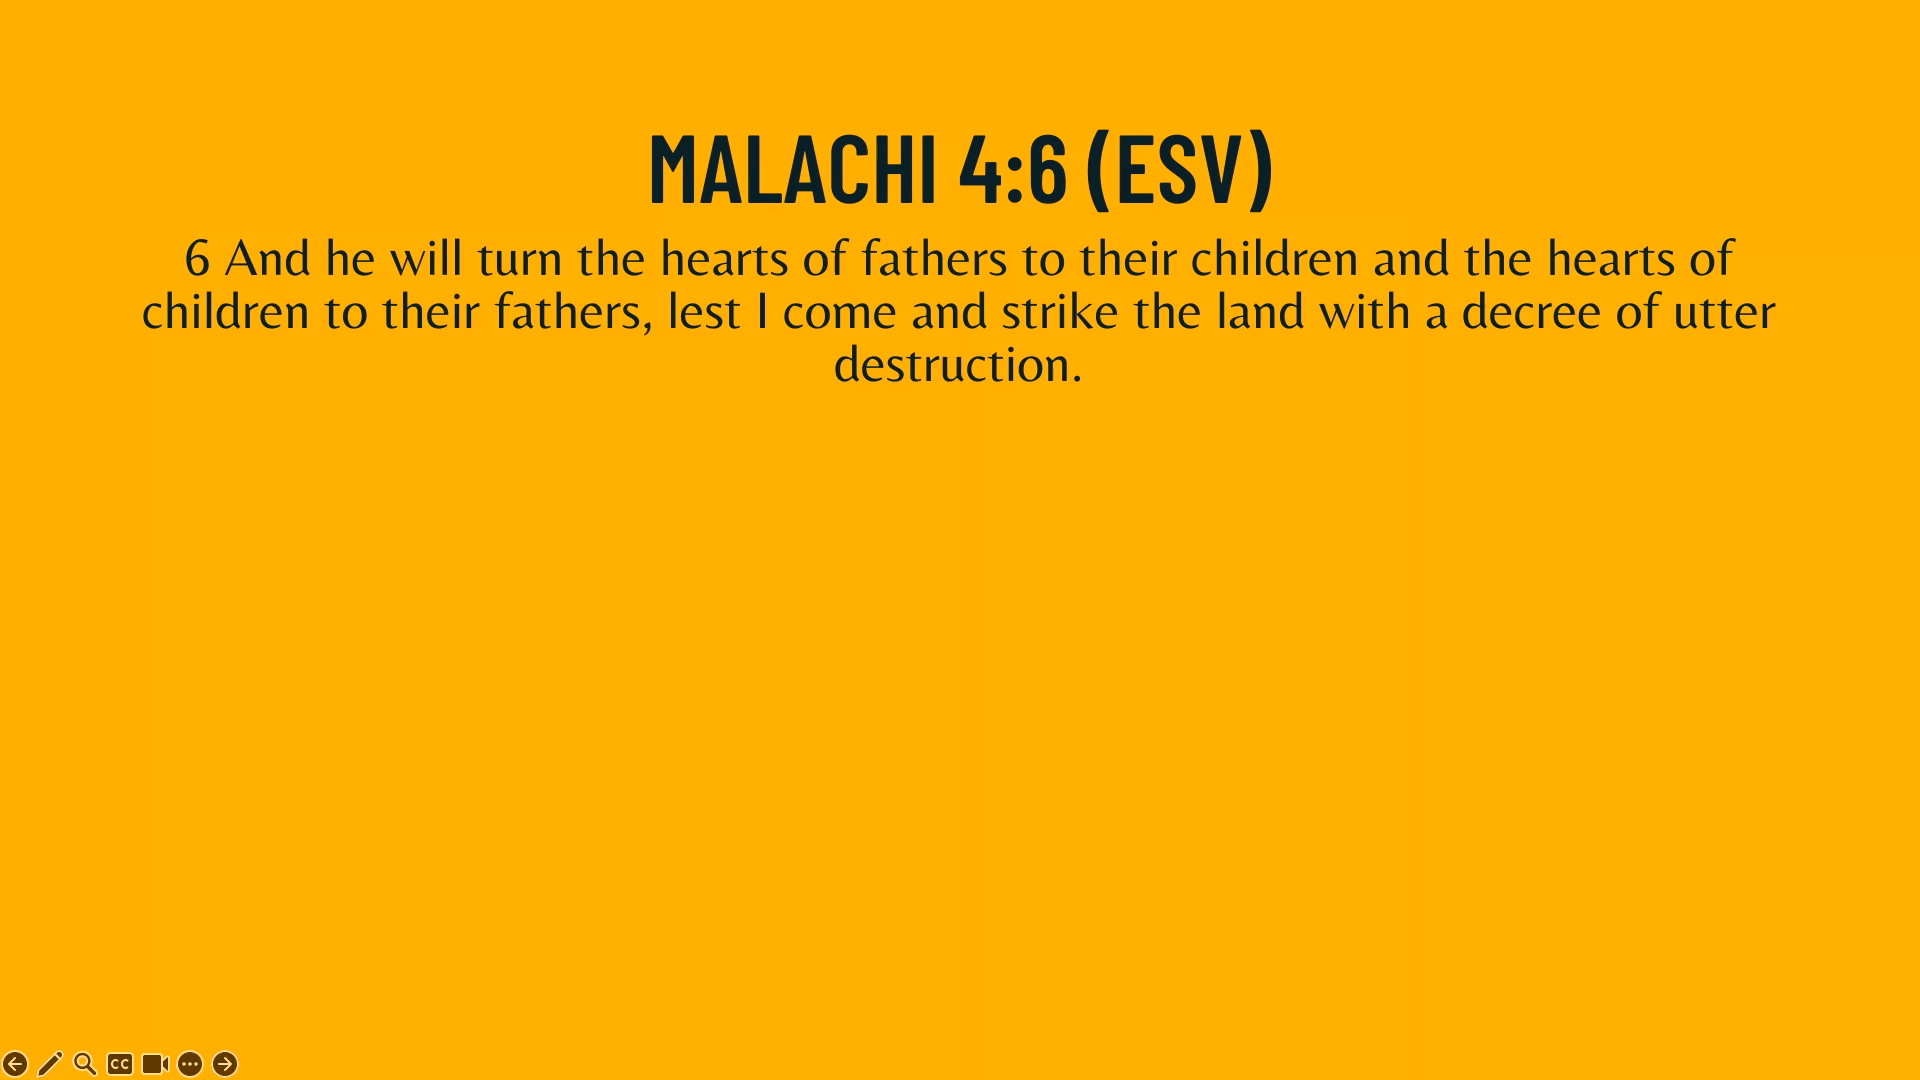 MALACHI 4:6 (ESV)
6 And he will turn the hearts of fathers to their children and the hearts of
children to their fathers, lest I come and strike the land with a decree of utter
destruction.
CC